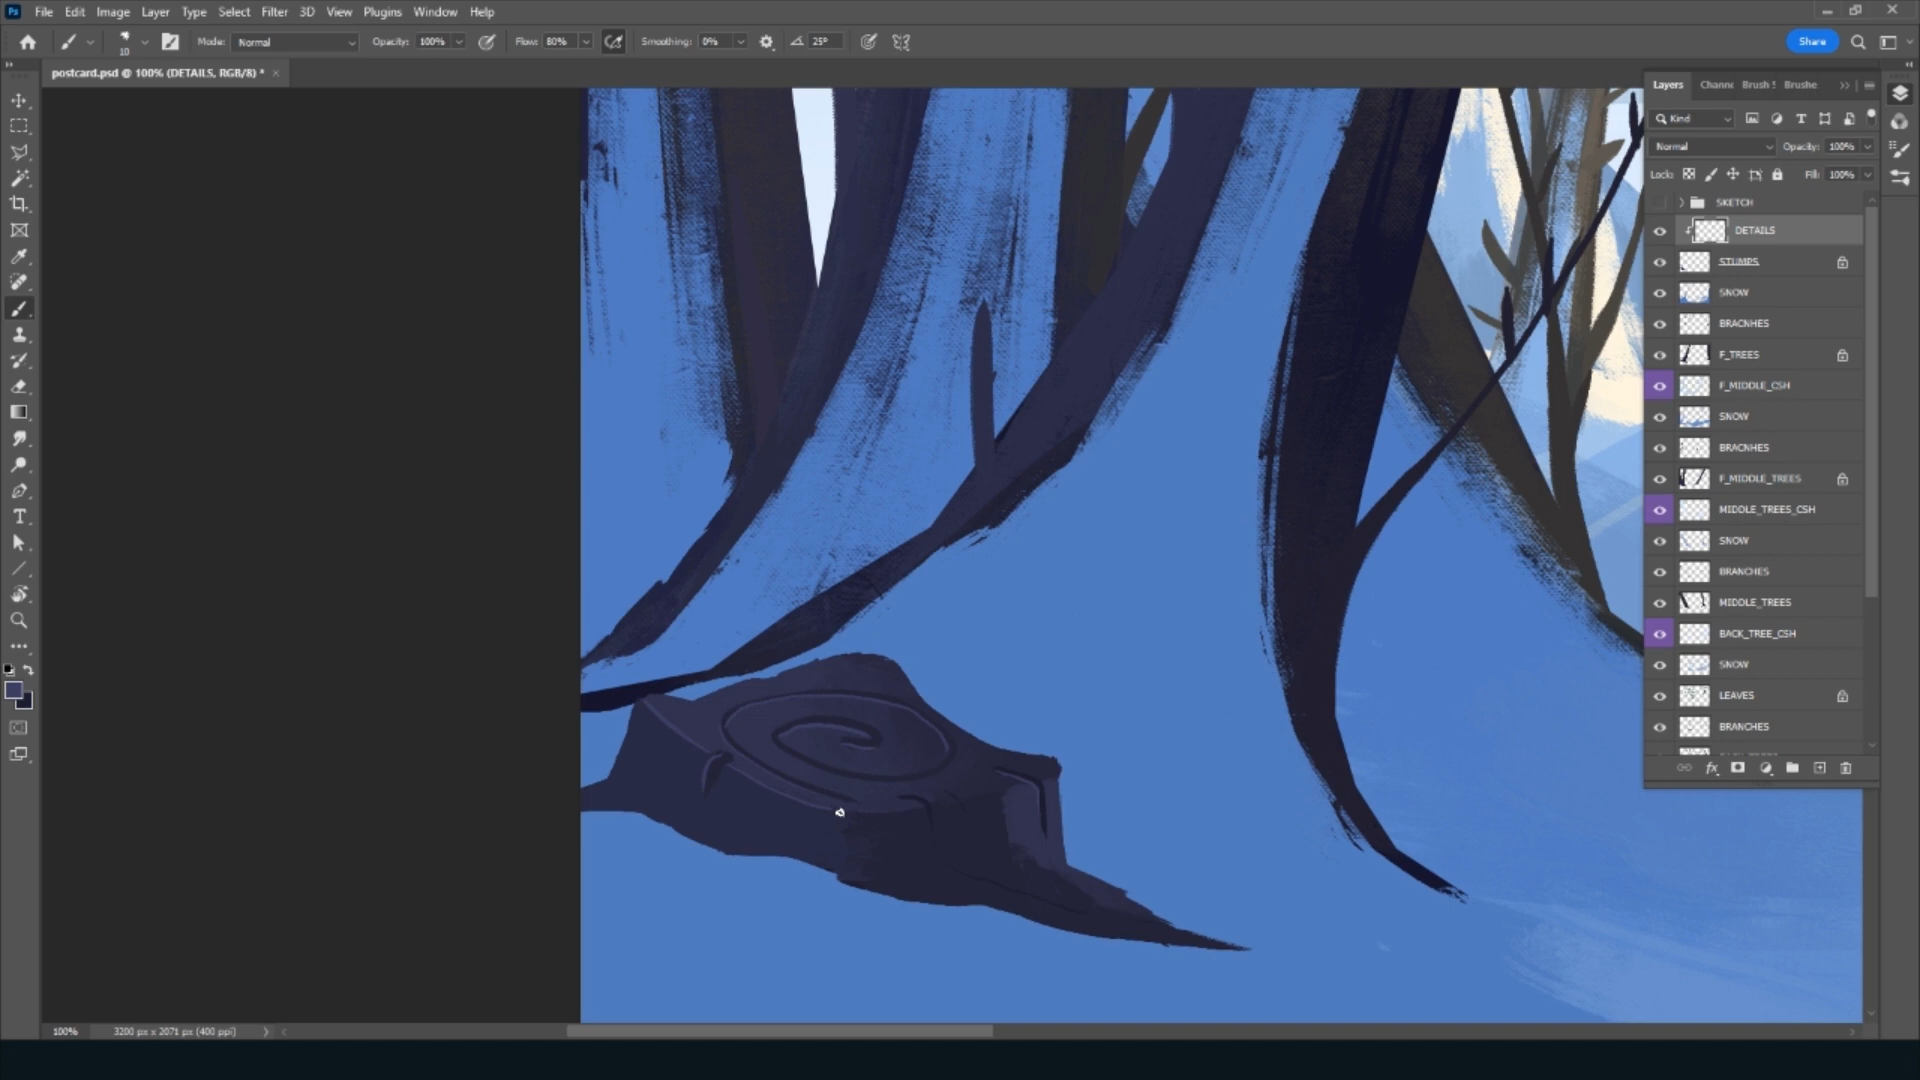 Ps File Edit Image Layer Type Select Filter 3D View Plugins Window Help
10 Mode: Normal Opacity: 100% Flow: 80% Smoothing: 0% 25° Share
postcard.psd @ 100% (DETAILS, RGB/8) * ×
Layers Channe Brush S Brushe
Kind
Normal Opacity: 100%
Lock: Fill: 100%
SKETCH
DETAILS
STUMPS
SNOW
BRACNHES
F_TREES
F_MIDDLE_CSH
SNOW
BRACNHES
F_MIDDLE_TREES
MIDDLE_TREES_CSH
SNOW
BRANCHES
MIDDLE_TREES
BACK_TREE_CSH
SNOW
LEAVES
BRANCHES
100% 3200 px x 2071 px (400 ppi)